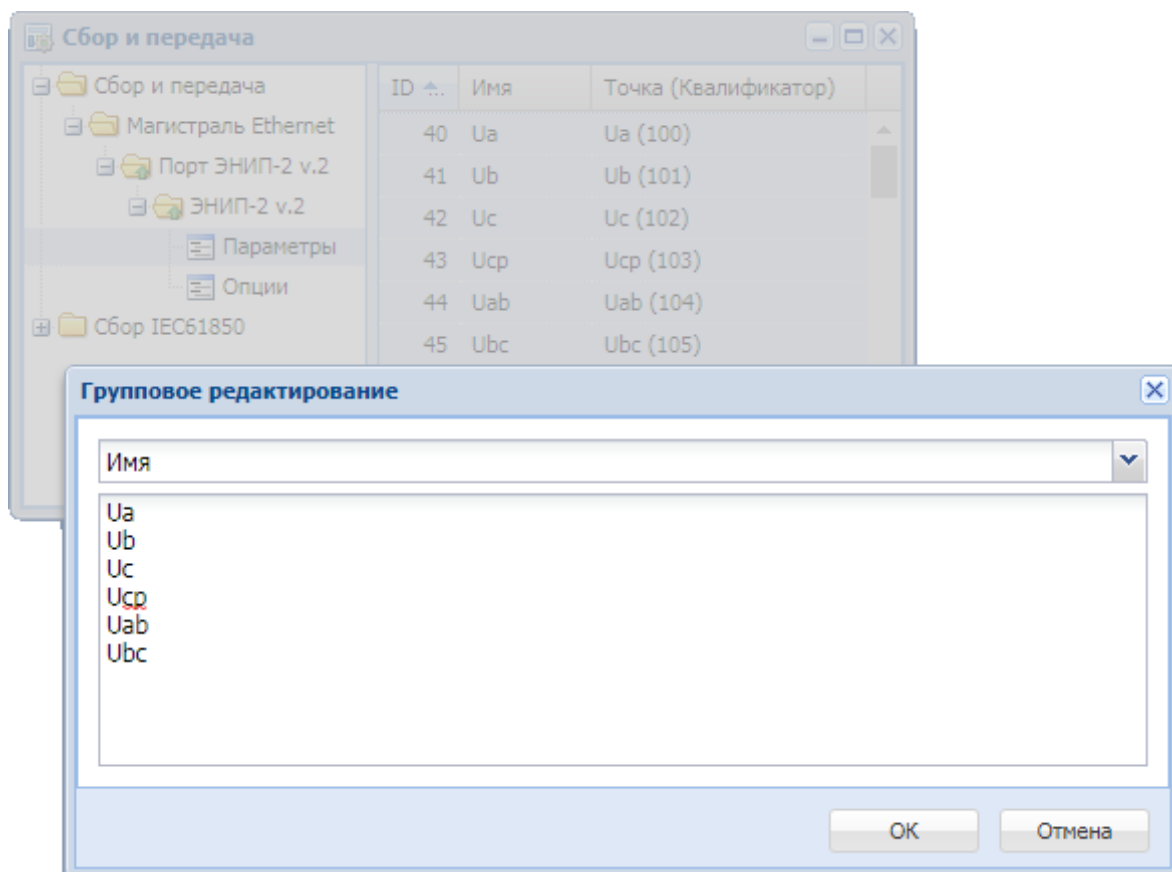 Сбор и передача
Сбор и передача
Магистраль Ethernet
Порт ЭНИП-2 v.2
ЭНИП-2 v.2
Параметры
Опции
Сбор IEC61850
ID Имя Точка (Квалификатор)
40 Ua Ua (100)
41 Ub Ub (101)
42 Uc Uc (102)
43 Ucp Ucp (103)
44 Uab Uab (104)
45 Ubc Ubc (105)
Групповое редактирование
Имя
Ua
Ub
Uc
Ucp
Uab
Ubc
OK Отмена